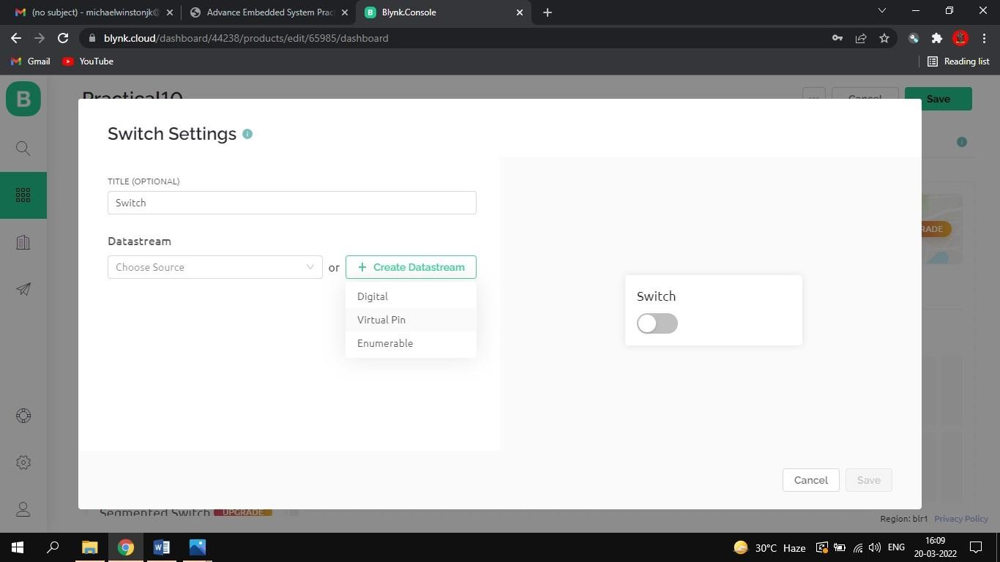 (no subject) - michaelwinstonjk@
Advance Embedded System Prac
B Blynk.Console
blynk.cloud/dashboard/44238/products/edit/65985/dashboard
Gmail YouTube Reading list
B
Practical10
... Cancel Save
Switch Settings
TITLE (OPTIONAL)
Switch
Datastream
Choose Source or + Create Datastream
Digital
Virtual Pin
Enumerable
Switch
RADE
Cancel Save
Segmented Switch UPGRADE
Region: blr1 Privacy Policy
30°C Haze ENG 16:09
20-03-2022